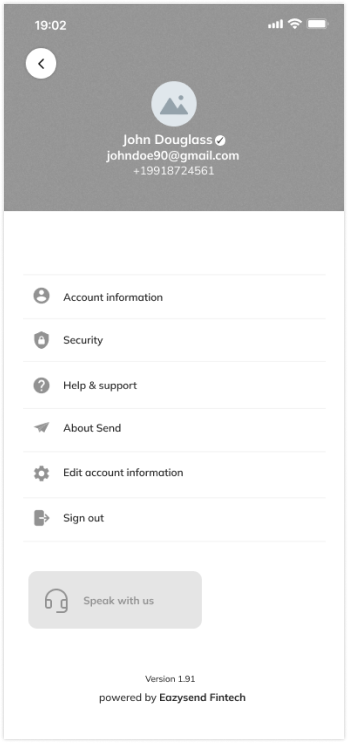 19:02
John Douglass
johndoe90@gmail.com
+19918724561
Account information
Security
Help & support
About Send
Edit account information
Sign out
Speak with us
Version 1.91
powered by Eazysend Fintech